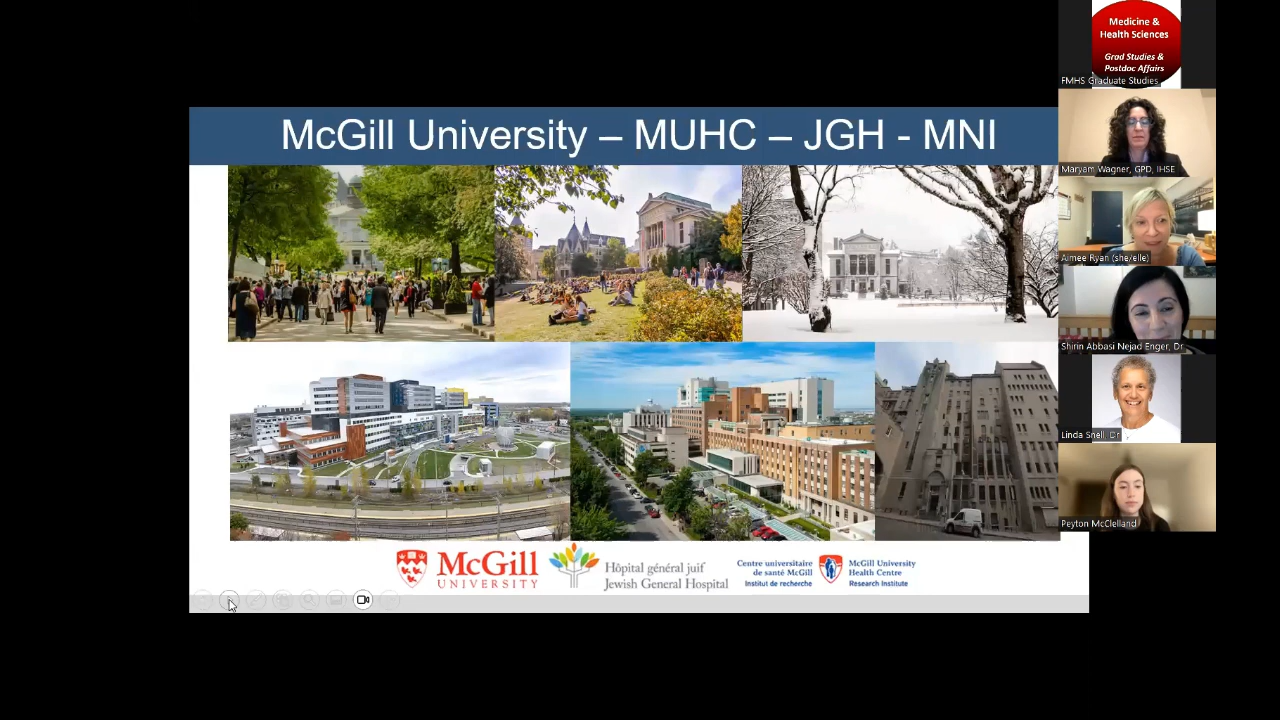 McGill University – MUHC – JGH - MNI
McGill
UNIVERSITY
Hôpital général juif
Jewish General Hospital
Centre universitaire
de santé McGill
Institut de recherche
McGill University
Health Centre
Research Institute
Medicine &
Health Sciences
Grad Studies &
Postdoc Affairs
FMHS Graduate Studies
Maryam Wagner, GPD, IHSE
Aimee Ryan (she/elle)
Shirin Abbasi Nejad Enger, Dr
Linda Snell, Dr
Peyton McClelland